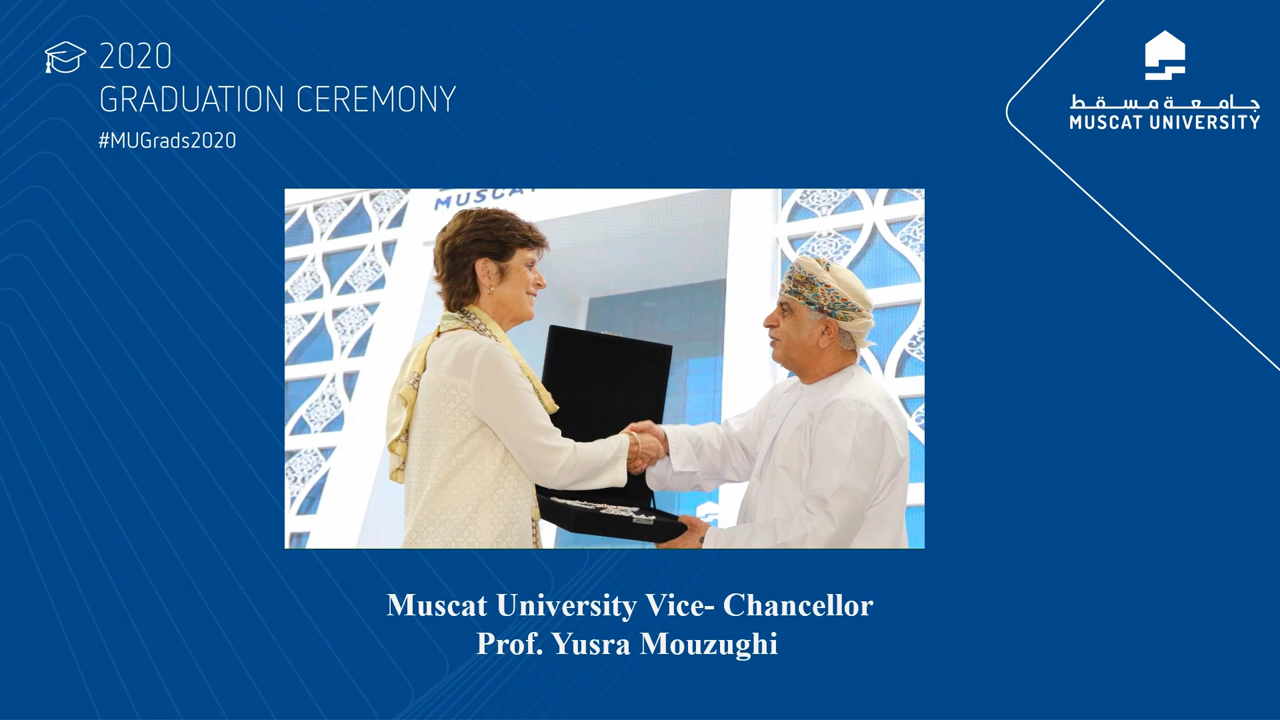 2020
GRADUATION CEREMONY
#MUGrads2020
جامعة مسقط
MUSCAT UNIVERSITY
MUSCAT
Muscat University Vice- Chancellor
Prof. Yusra Mouzughi